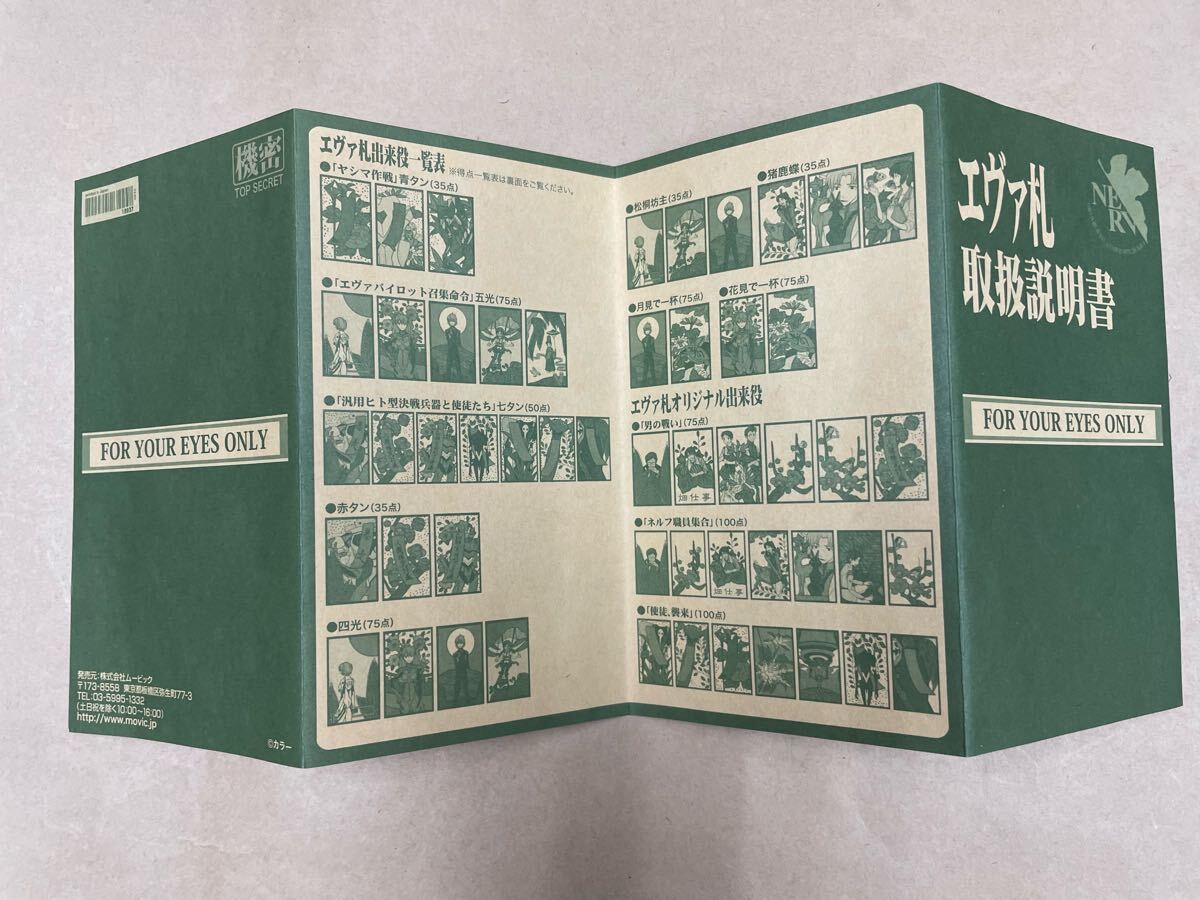 機密
TOP SECRET
FOR YOUR EYES ONLY
発売元:株式会社ムービック
〒173-8558 東京都板橋区弥生町77-3
TEL:03-5995-1332
(土日祝を除く10:00~16:00)
http://www.movic.jp
©カラー
エヴァ札出来役一覧表 ※得点一覧表は裏面をご覧ください。
●「ヤシマ作戦」青タン(35点)
●「エヴァパイロット召集命令」五光(75点)
●「汎用ヒト型決戦兵器と使徒たち」七タン(50点)
●赤タン(35点)
●四光(75点)
●松桐坊主(35点)
●猪鹿蝶(35点)
●月見で一杯(75点)
●花見で一杯(75点)
エヴァ札オリジナル出来役
●「男の戦い」(75点)
畑仕事
●「ネルフ職員集合」(100点)
畑仕事
●「使徒、襲来」(100点)
エヴァ札
取扱説明書
NERV
FOR YOUR EYES ONLY